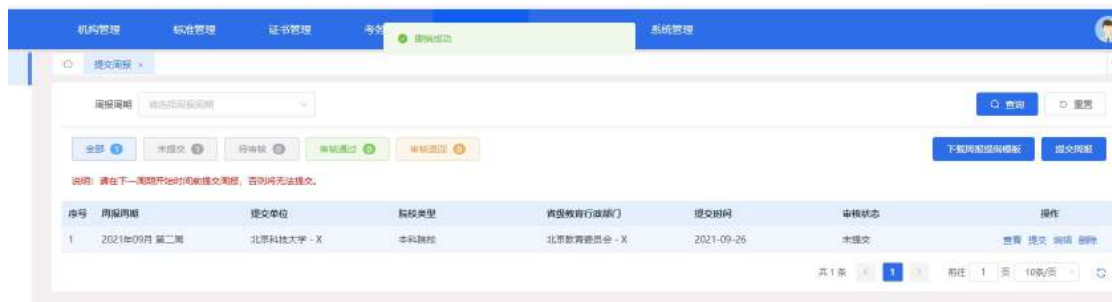 机构管理 标准管理 证书管理 考务 系统管理
撤销成功
提交周报 ×
周报周期 请选择周报周期 查询 重置
全部 1 未提交 1 待审核 0 审核通过 0 审核退回 0 下载周报提纲模板 提交周报
说明：请在下一周期开始时间前提交周报，否则将无法提交。
序号 周报周期 提交单位 院校类型 省级教育行政部门 提交时间 审核状态 操作
1 2021年09月 第二周 北京科技大学 - X 本科院校 北京教育委员会 - X 2021-09-26 未提交 查看 提交 编辑 删除
共 1 条 1 前往 1 页 10条/页